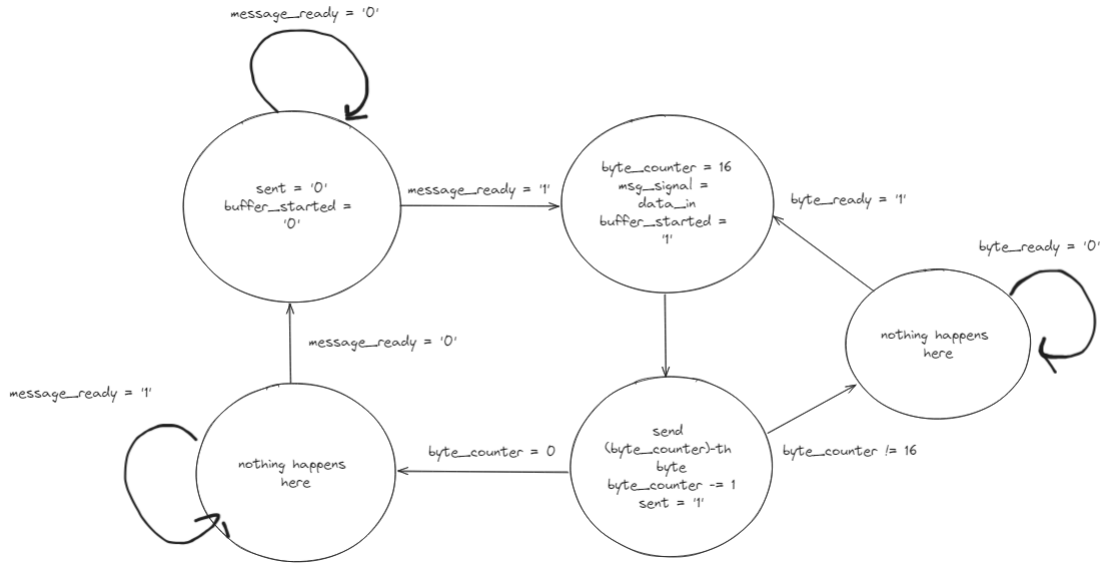 message_ready = '0'
sent = '0'
buffer_started =
'0'
message_ready = '1'
byte_counter = 16
msg_signal =
data_in
buffer_started =
'1'
byte_ready = '1'
byte_ready = '0'
nothing happens
here
message_ready = '0'
message_ready = '1'
nothing happens
here
byte_counter = 0
send
(byte_counter)-th
byte
byte_counter -= 1
sent = '1'
byte_counter != 16